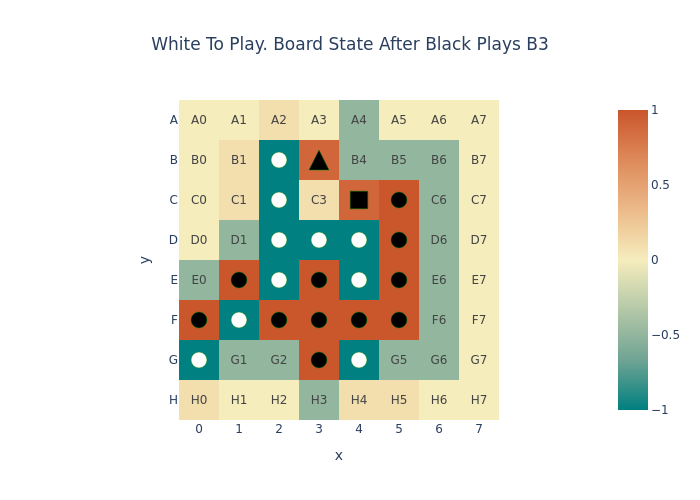 White To Play. Board State After Black Plays B3
A A0 A1 A2 A3 A4 A5 A6 A7
B B0 B1 B4 B5 B6 B7
C C0 C1 C3 C6 C7
D D0 D1 D6 D7
E E0 E6 E7
F F6 F7
G G1 G2 G5 G6 G7
H H0 H1 H2 H3 H4 H5 H6 H7
0 1 2 3 4 5 6 7
x
y
1
0.5
0
−0.5
−1